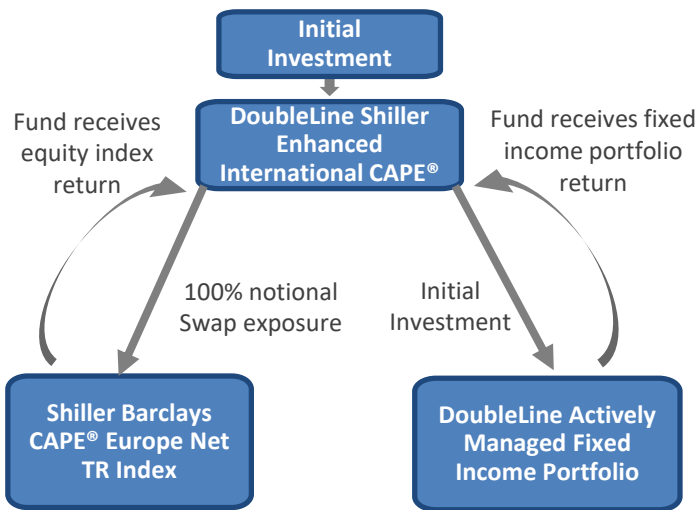 Initial
Investment
DoubleLine Shiller
Enhanced
International CAPE®
Fund receives
equity index
return
Fund receives fixed
income portfolio
return
100% notional
Swap exposure
Initial
Investment
Shiller Barclays
CAPE® Europe Net
TR Index
DoubleLine Actively
Managed Fixed
Income Portfolio